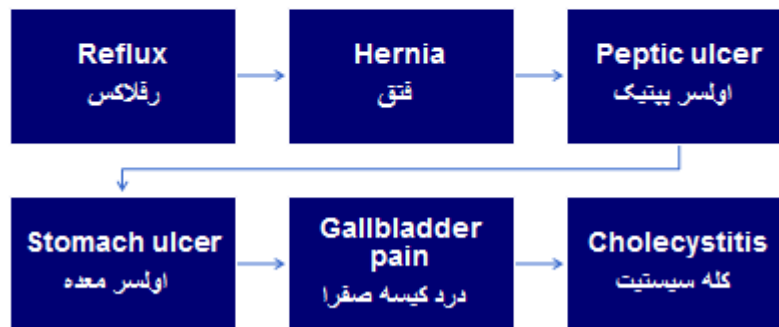 Reflux
رفلاکس
Hernia
فتق
Peptic ulcer
اولسر پپتیک
Stomach ulcer
اولسر معده
Gallbladder
pain
درد کیسه صفرا
Cholecystitis
کله سیستیت